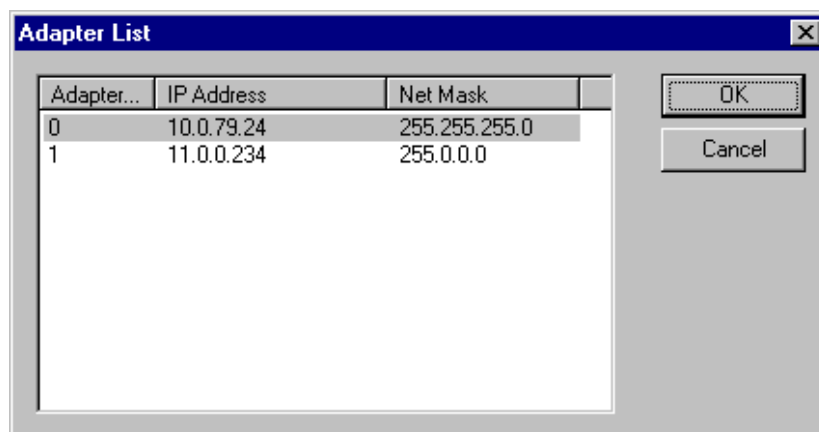 Adapter List
Adapter... IP Address Net Mask
OK
0 10.0.79.24 255.255.255.0
1 11.0.0.234 255.0.0.0
Cancel